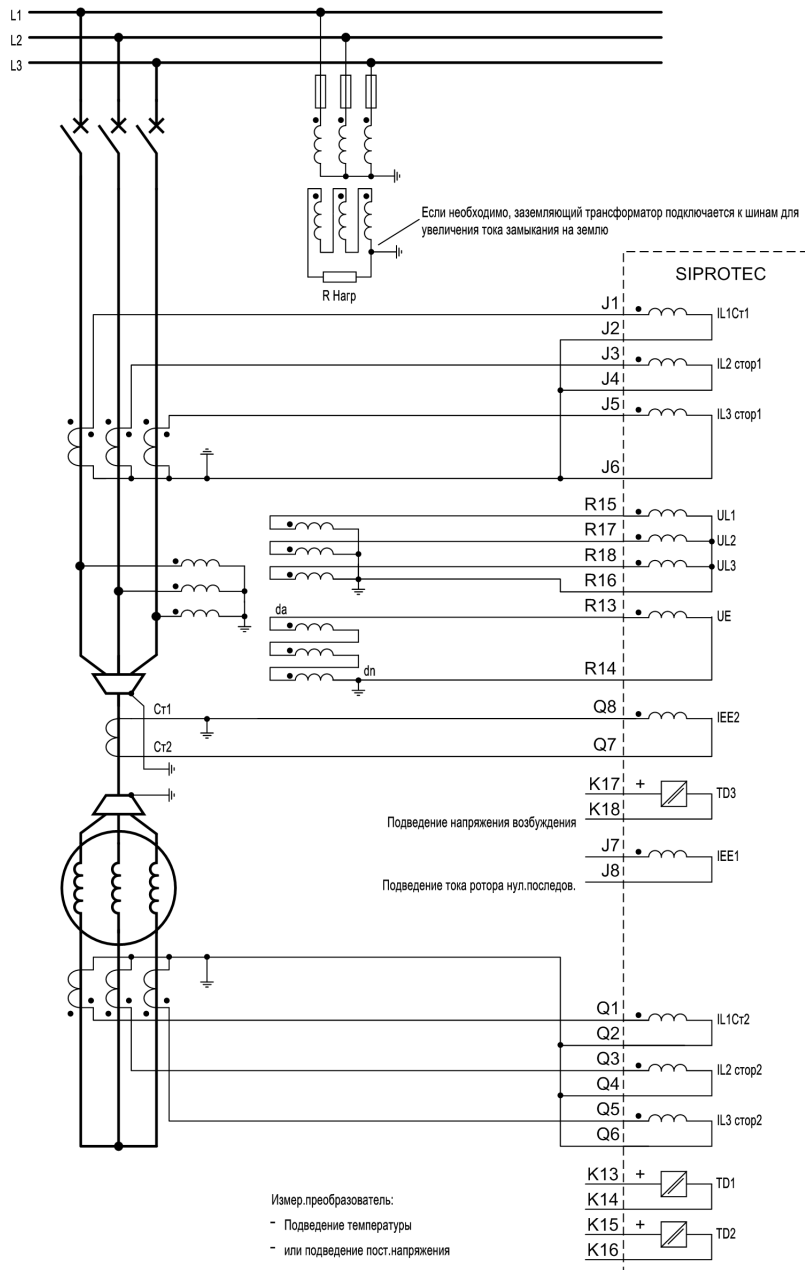 L1
L2
L3
Если необходимо, заземляющий трансформатор подключается к шинам для
увеличения тока замыкания на землю
R Нагр
SIPROTEC
J1
IL1Ст1
J2
J3
IL2 стор1
J4
J5
IL3 стор1
J6
R15
UL1
R17
UL2
R18
UL3
R16
da
R13
UE
dn
R14
Ст1
Q8
IEE2
Ст2
Q7
K17 +
TD3
K18
Подведение напряжения возбуждения
J7
IEE1
J8
Подведение тока ротора нул.последов.
Q1
IL1Ст2
Q2
Q3
IL2 стор2
Q4
Q5
IL3 стор2
Q6
K13 +
TD1
K14
K15 +
TD2
K16
Измер.преобразователь:
- Подведение температуры
- или подведение пост.напряжения